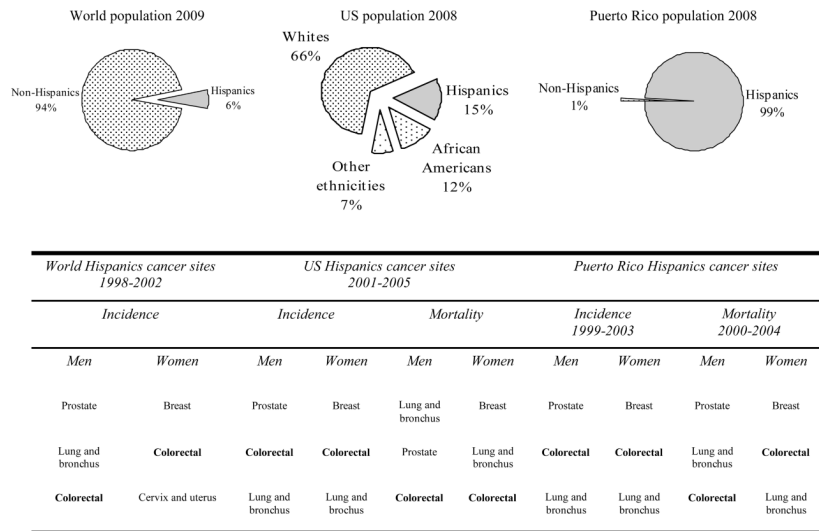 World population 2009
US population 2008
Puerto Rico population 2008
Non-Hispanics
94%
Hispanics
6%
Whites
66%
Hispanics
15%
African
Americans
12%
Other
ethnicities
7%
Non-Hispanics
1%
Hispanics
99%
World Hispanics cancer sites
1998-2002
US Hispanics cancer sites
2001-2005
Puerto Rico Hispanics cancer sites
Incidence
Incidence
Mortality
Incidence
1999-2003
Mortality
2000-2004
Men Women Men Women Men Women Men Women Men Women
Prostate Breast Prostate Breast Lung and bronchus Breast Prostate Breast Prostate Breast
Lung and bronchus Colorectal Colorectal Colorectal Prostate Lung and bronchus Colorectal Colorectal Lung and bronchus Colorectal
Colorectal Cervix and uterus Lung and bronchus Lung and bronchus Colorectal Colorectal Lung and bronchus Lung and bronchus Colorectal Lung and bronchus